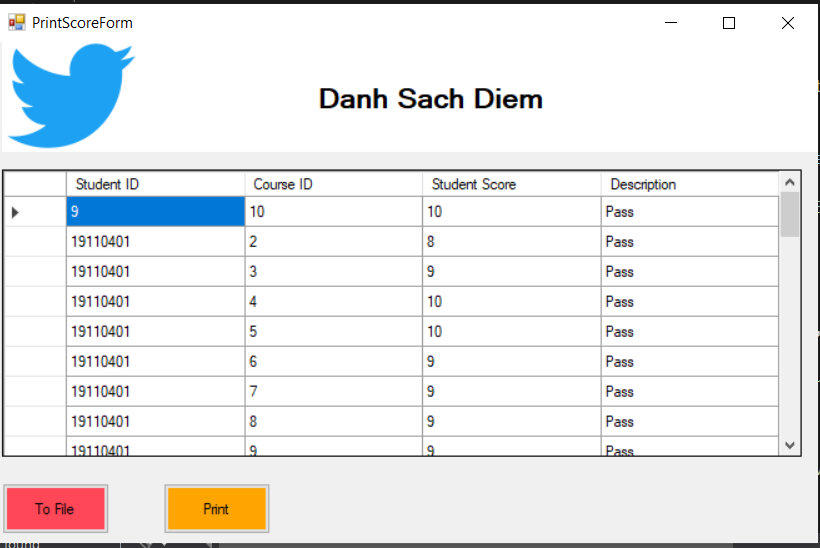 PrintScoreForm
Danh Sach Diem
Student ID Course ID Student Score Description
9 10 10 Pass
19110401 2 8 Pass
19110401 3 9 Pass
19110401 4 10 Pass
19110401 5 10 Pass
19110401 6 9 Pass
19110401 7 9 Pass
19110401 8 9 Pass
19110401 9 9 Pass
To File Print